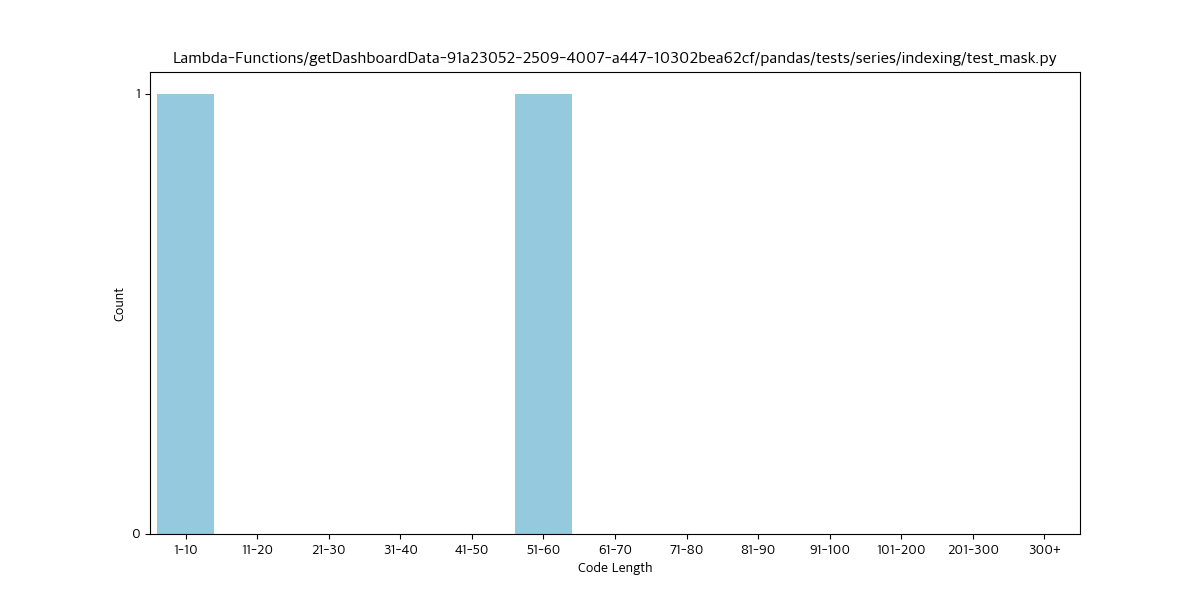 Lambda-Functions/getDashboardData-91a23052-2509-4007-a447-10302bea62cf/pandas/tests/series/indexing/test_mask.py
1
Count
0
1-10 11-20 21-30 31-40 41-50 51-60 61-70 71-80 81-90 91-100 101-200 201-300 300+
Code Length